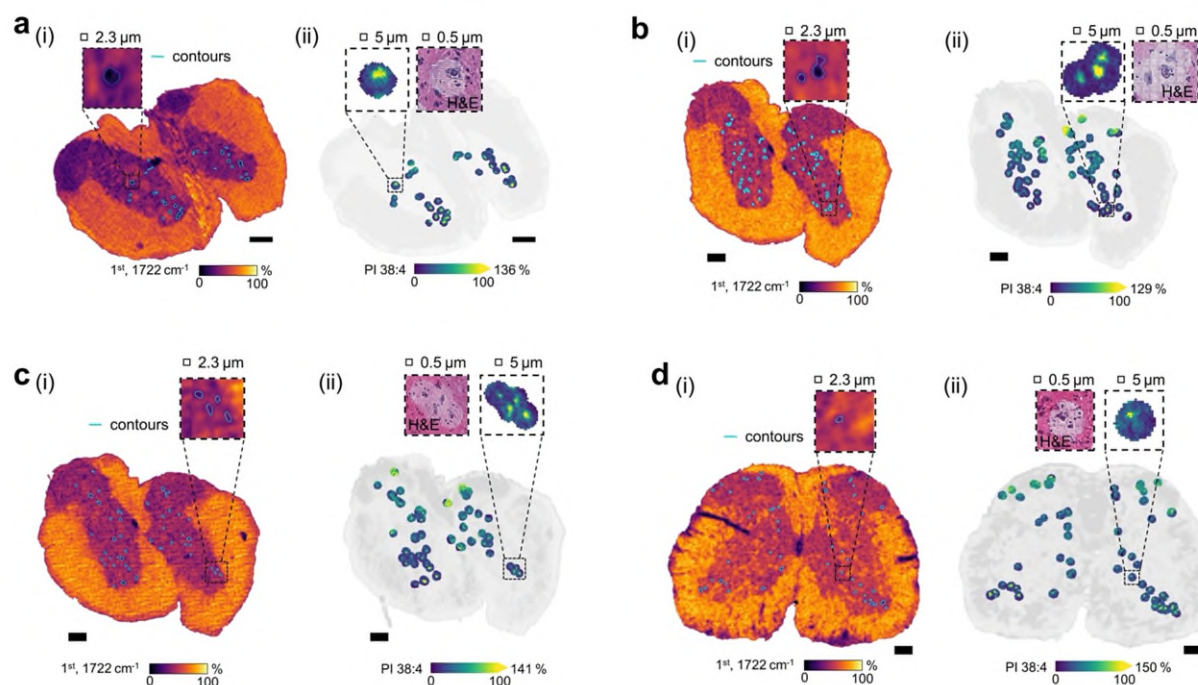 a
(i)
2.3 µm
contours
1st, 1722 cm-1
0
100
%
(ii)
5 µm
0.5 µm
H&E
PI 38:4
0
100
136 %
b
(i)
2.3 µm
contours
1st, 1722 cm-1
0
100
%
(ii)
5 µm
0.5 µm
H&E
PI 38:4
0
100
129 %
c
(i)
2.3 µm
contours
1st, 1722 cm-1
0
100
%
(ii)
0.5 µm
5 µm
H&E
PI 38:4
0
100
141 %
d
(i)
2.3 µm
contours
1st, 1722 cm-1
0
100
%
(ii)
0.5 µm
5 µm
H&E
PI 38:4
0
100
150 %